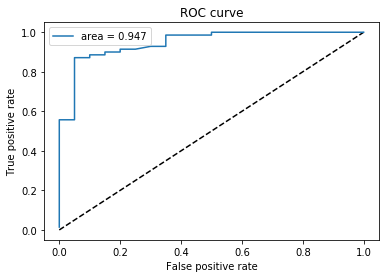 ROC curve
area = 0.947
True positive rate
1.0
0.8
0.6
0.4
0.2
0.0
0.0 0.2 0.4 0.6 0.8 1.0
False positive rate